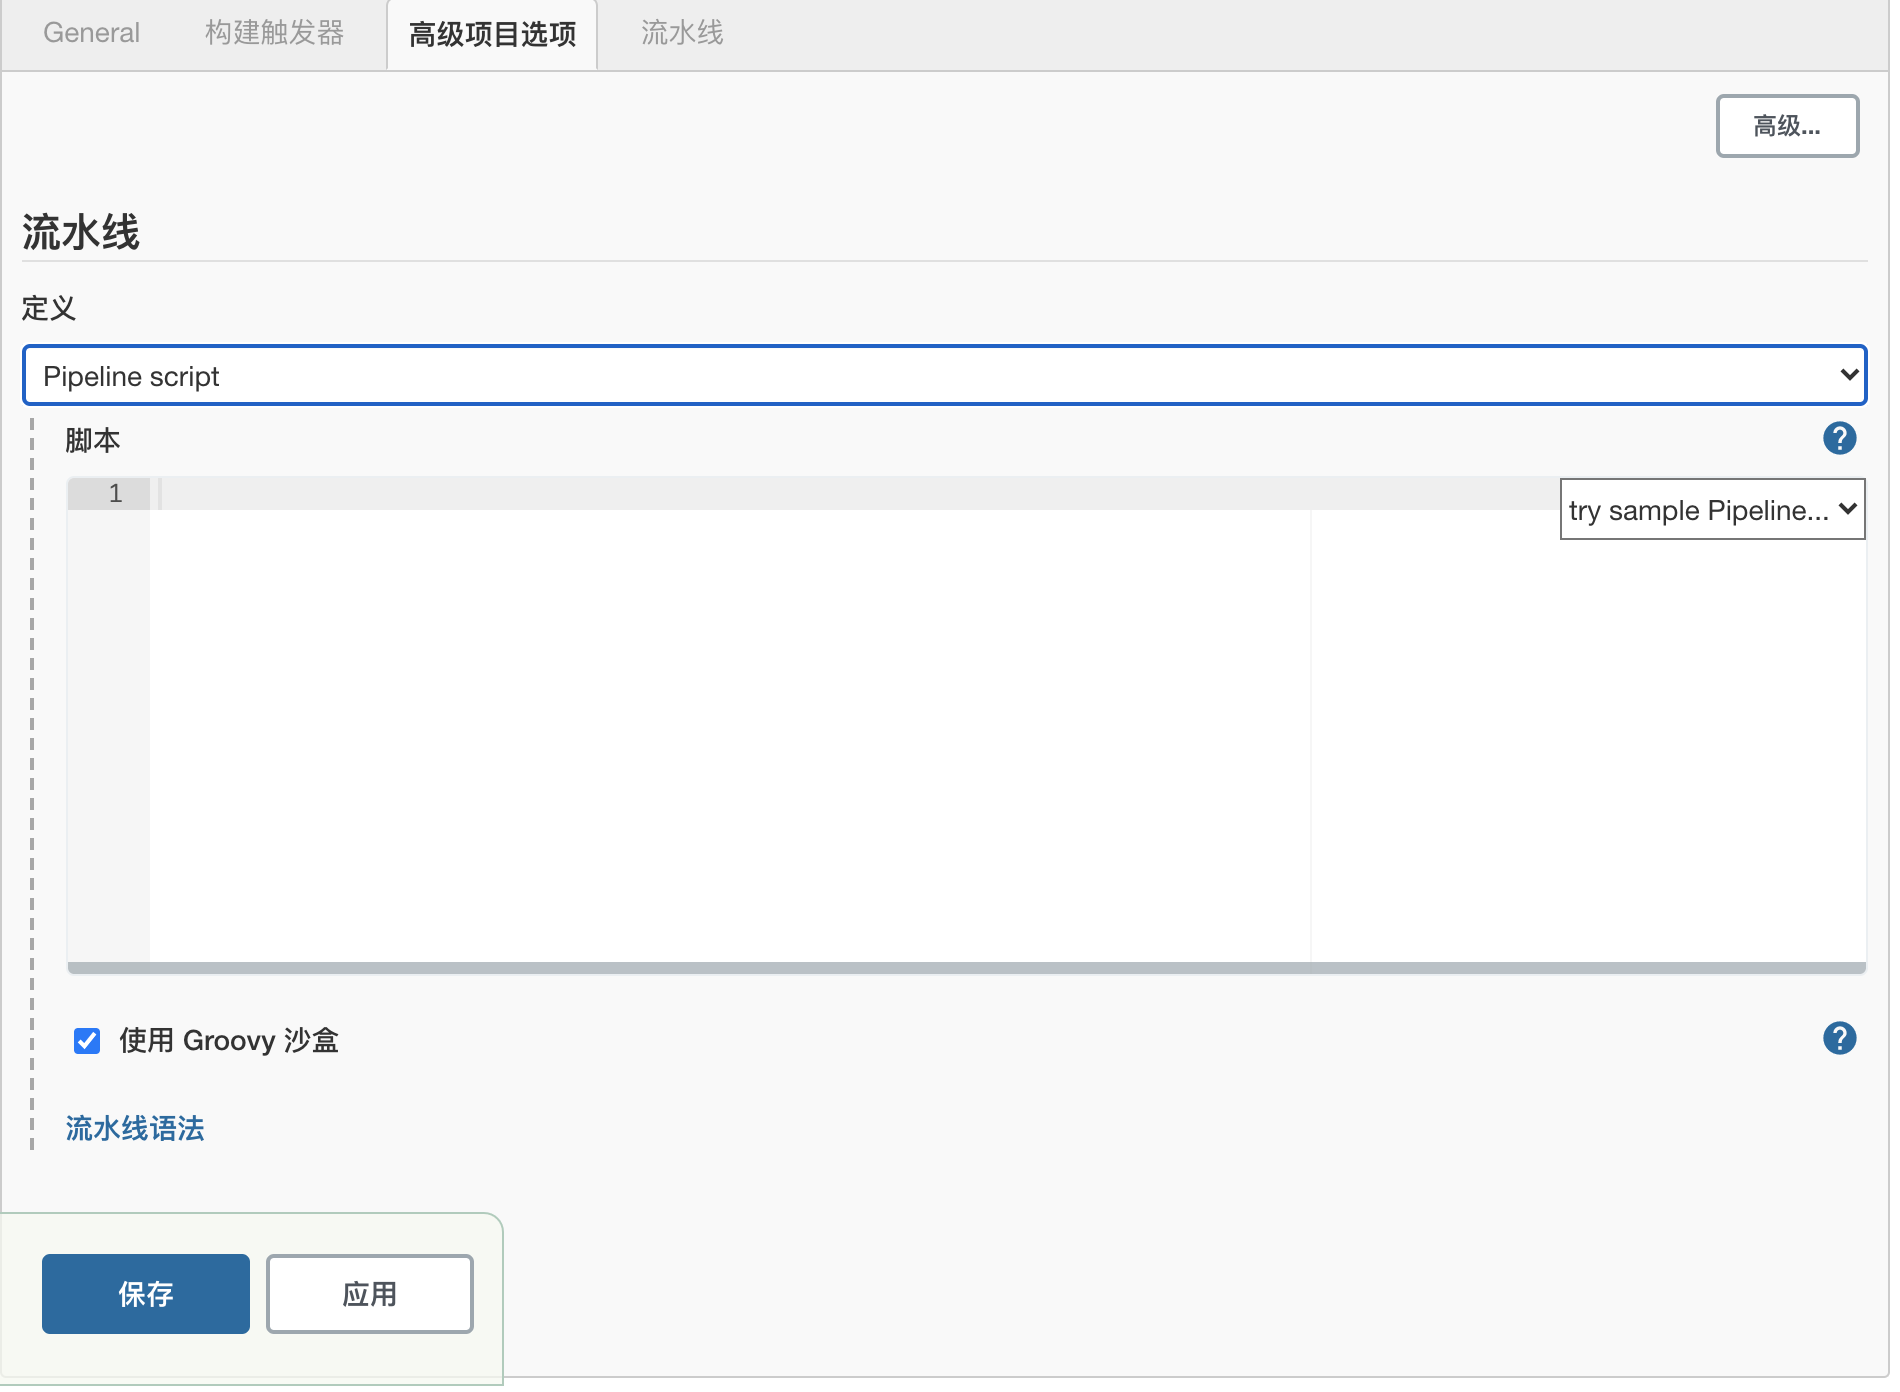 General 构建触发器 高级项目选项 流水线
高级...
流水线
定义
Pipeline script
脚本
1
try sample Pipeline...
使用 Groovy 沙盒
流水线语法
保存 应用